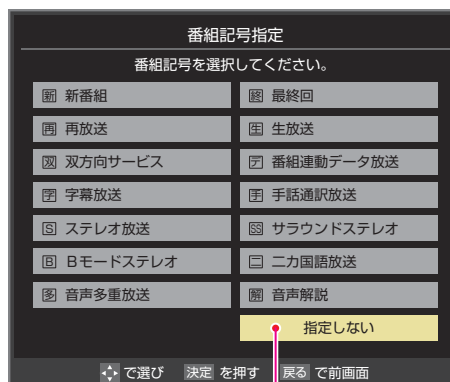 番組記号指定
番組記号を選択してください。
新 新番組
終 最終回
再 再放送
生 生放送
双 双方向サービス
デ 番組連動データ放送
字 字幕放送
手 手話通訳放送
S ステレオ放送
SS サラウンドステレオ
B Bモードステレオ
二 二カ国語放送
多 音声多重放送
解 音声解説
指定しない
で選び 決定 を押す 戻る で前画面